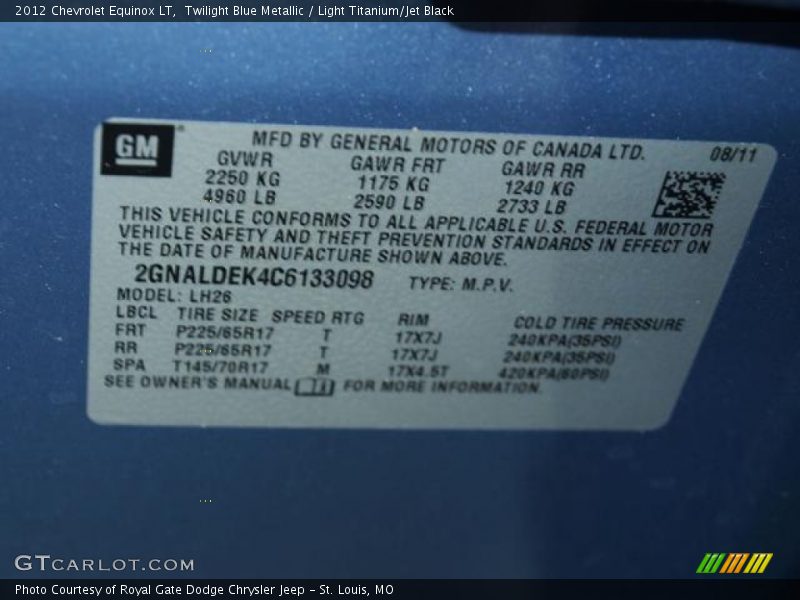 2012 Chevrolet Equinox LT,  Twilight Blue Metallic / Light Titanium/Jet Black
GM
MFD BY GENERAL MOTORS OF CANADA LTD. 08/11
GVWR GAWR FRT GAWR RR
2250 KG 1175 KG 1240 KG
4960 LB 2590 LB 2733 LB
THIS VEHICLE CONFORMS TO ALL APPLICABLE U.S. FEDERAL MOTOR
VEHICLE SAFETY AND THEFT PREVENTION STANDARDS IN EFFECT ON
THE DATE OF MANUFACTURE SHOWN ABOVE.
2GNALDEK4C6133098 TYPE: M.P.V.
MODEL: LH26
LBCL TIRE SIZE SPEED RTG RIM COLD TIRE PRESSURE
FRT P225/65R17 T 17X7J 240KPA(35PSI)
RR P225/65R17 T 17X7J 240KPA(35PSI)
SPA T145/70R17 M 17X4.5T 420KPA(60PSI)
SEE OWNER'S MANUAL FOR MORE INFORMATION.
GTCARLOT.COM
Photo Courtesy of Royal Gate Dodge Chrysler Jeep - St. Louis, MO